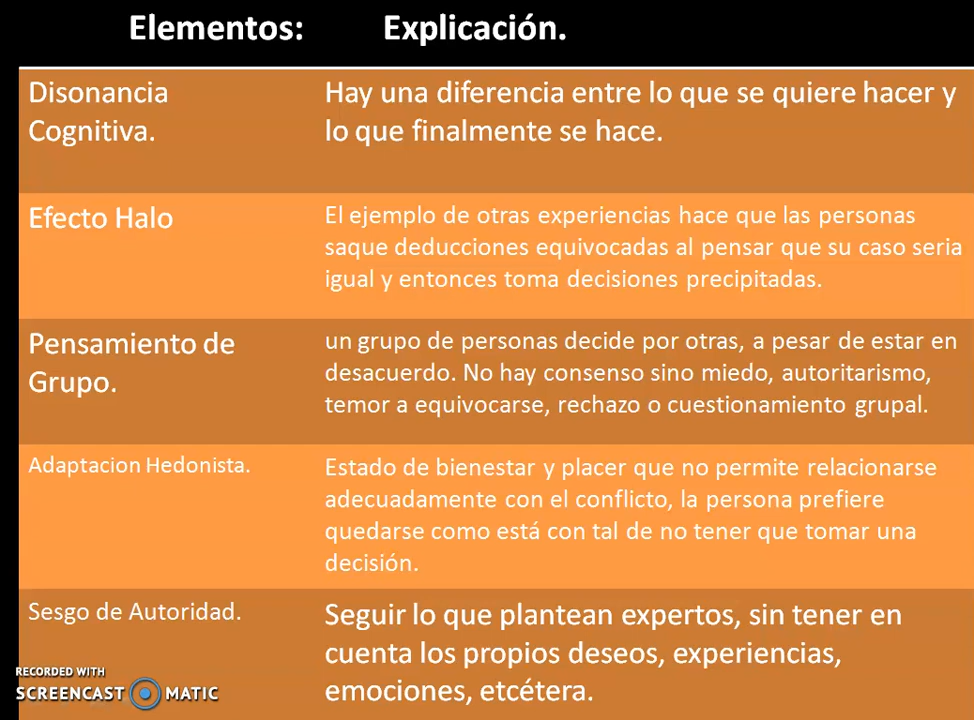 Elementos: Explicación.
Disonancia
Cognitiva.
Hay una diferencia entre lo que se quiere hacer y
lo que finalmente se hace.
Efecto Halo
El ejemplo de otras experiencias hace que las personas
saque deducciones equivocadas al pensar que su caso seria
igual y entonces toma decisiones precipitadas.
Pensamiento de
Grupo.
un grupo de personas decide por otras, a pesar de estar en
desacuerdo. No hay consenso sino miedo, autoritarismo,
temor a equivocarse, rechazo o cuestionamiento grupal.
Adaptacion Hedonista.
Estado de bienestar y placer que no permite relacionarse
adecuadamente con el conflicto, la persona prefiere
quedarse como está con tal de no tener que tomar una
decisión.
Sesgo de Autoridad.
Seguir lo que plantean expertos, sin tener en
cuenta los propios deseos, experiencias,
emociones, etcétera.
RECORDED WITH
SCREENCAST MATIC